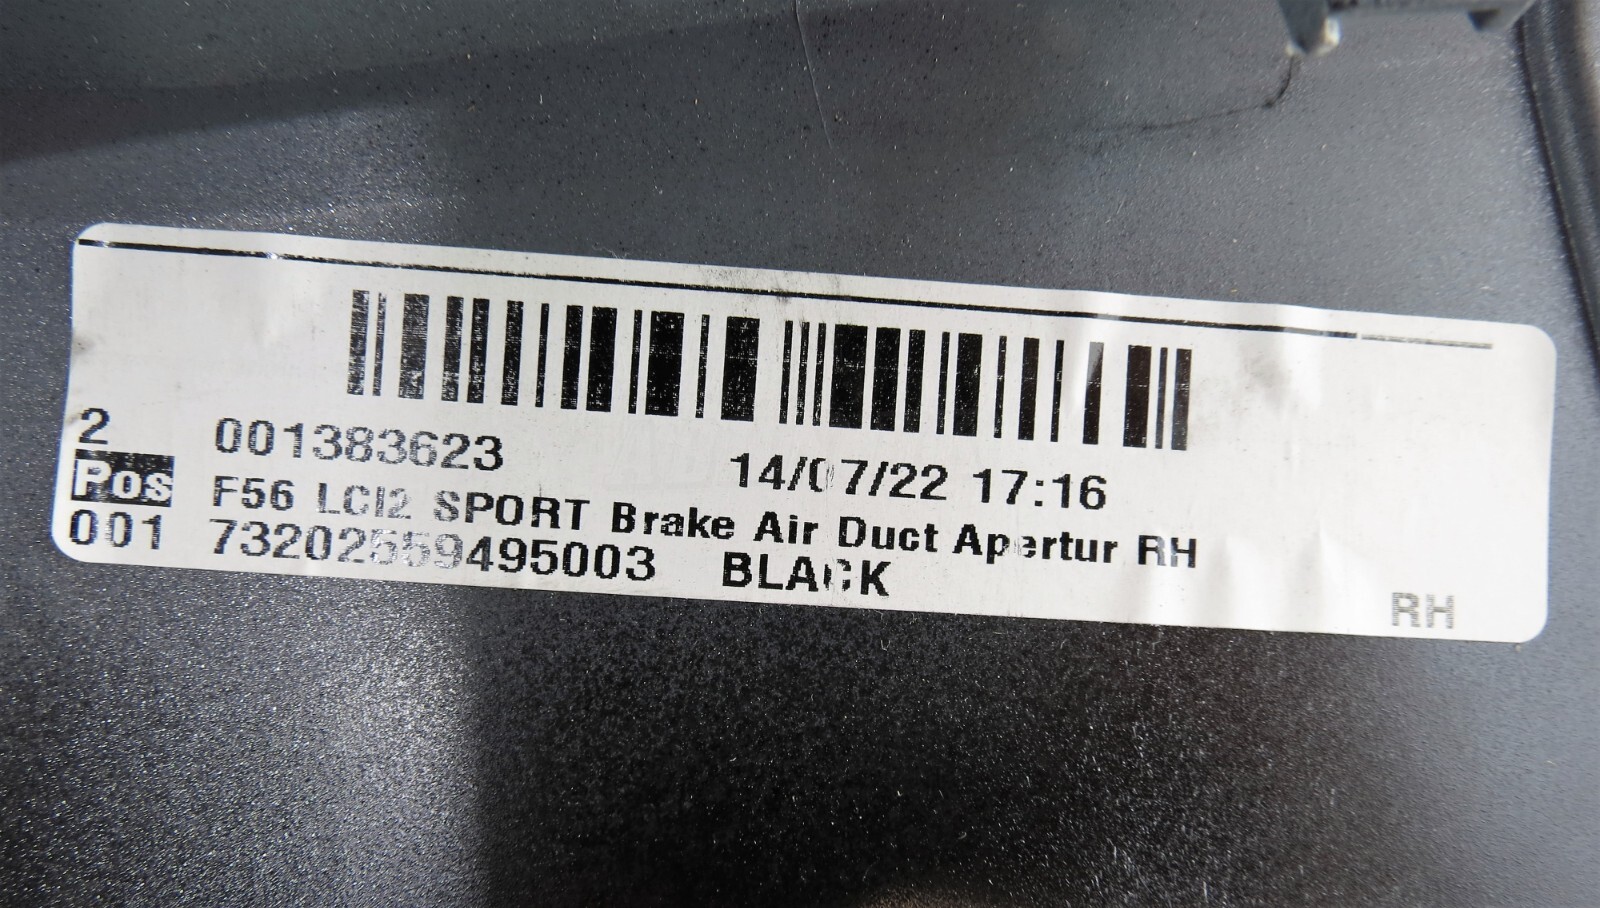 2 001383623 14/07/22 17:16
Pos F56 LCI2 SPORT Brake Air Duct Apertur RH
001 73202559495003 BLACK RH